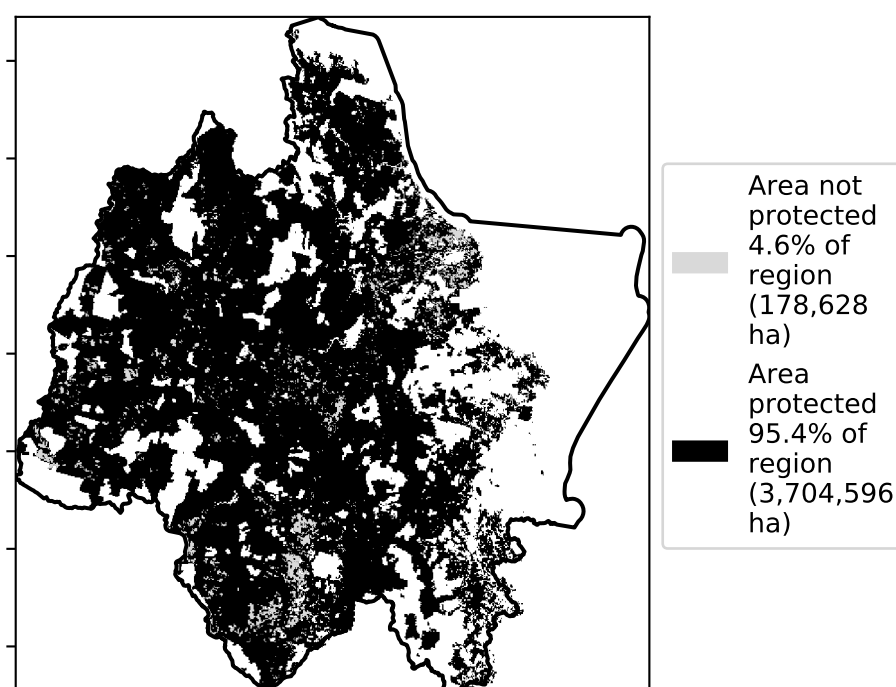 Area not
protected
4.6% of
region
(178,628
ha)
Area
protected
95.4% of
region
(3,704,596
ha)